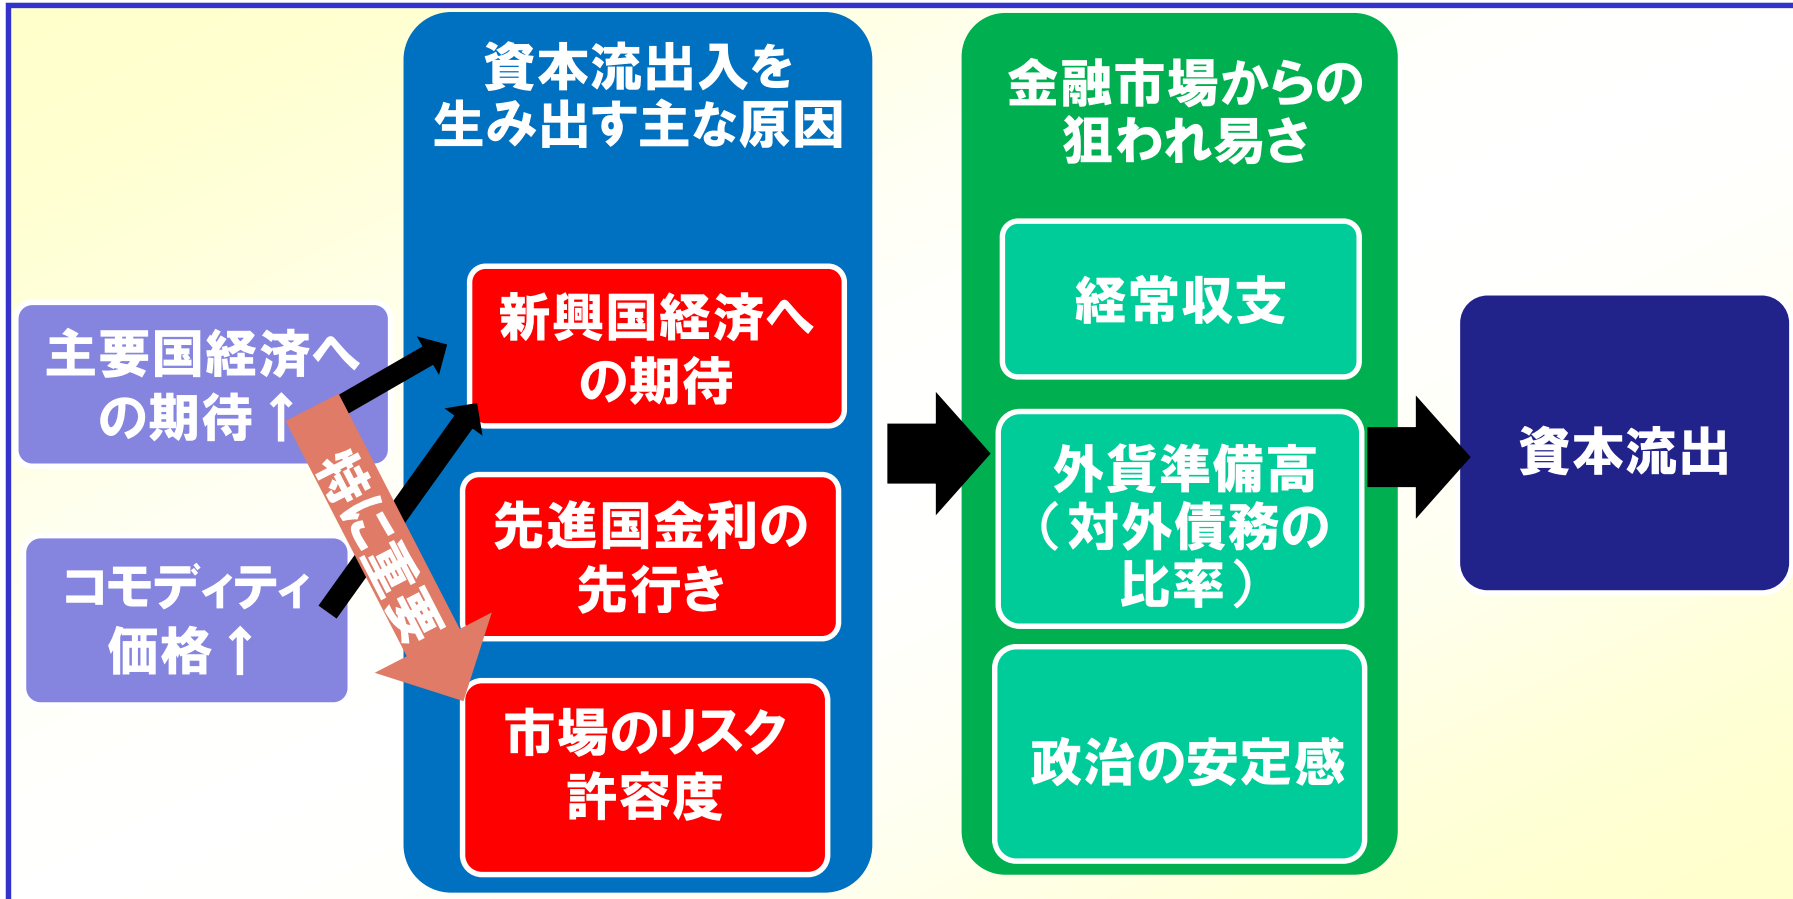 資本流出入を
生み出す主な原因
金融市場からの
狙われ易さ
主要国経済へ
の期待↑
コモディティ
価格↑
特に重要
新興国経済へ
の期待
先進国金利の
先行き
市場のリスク
許容度
経常収支
外貨準備高
（対外債務の
比率）
政治の安定感
資本流出